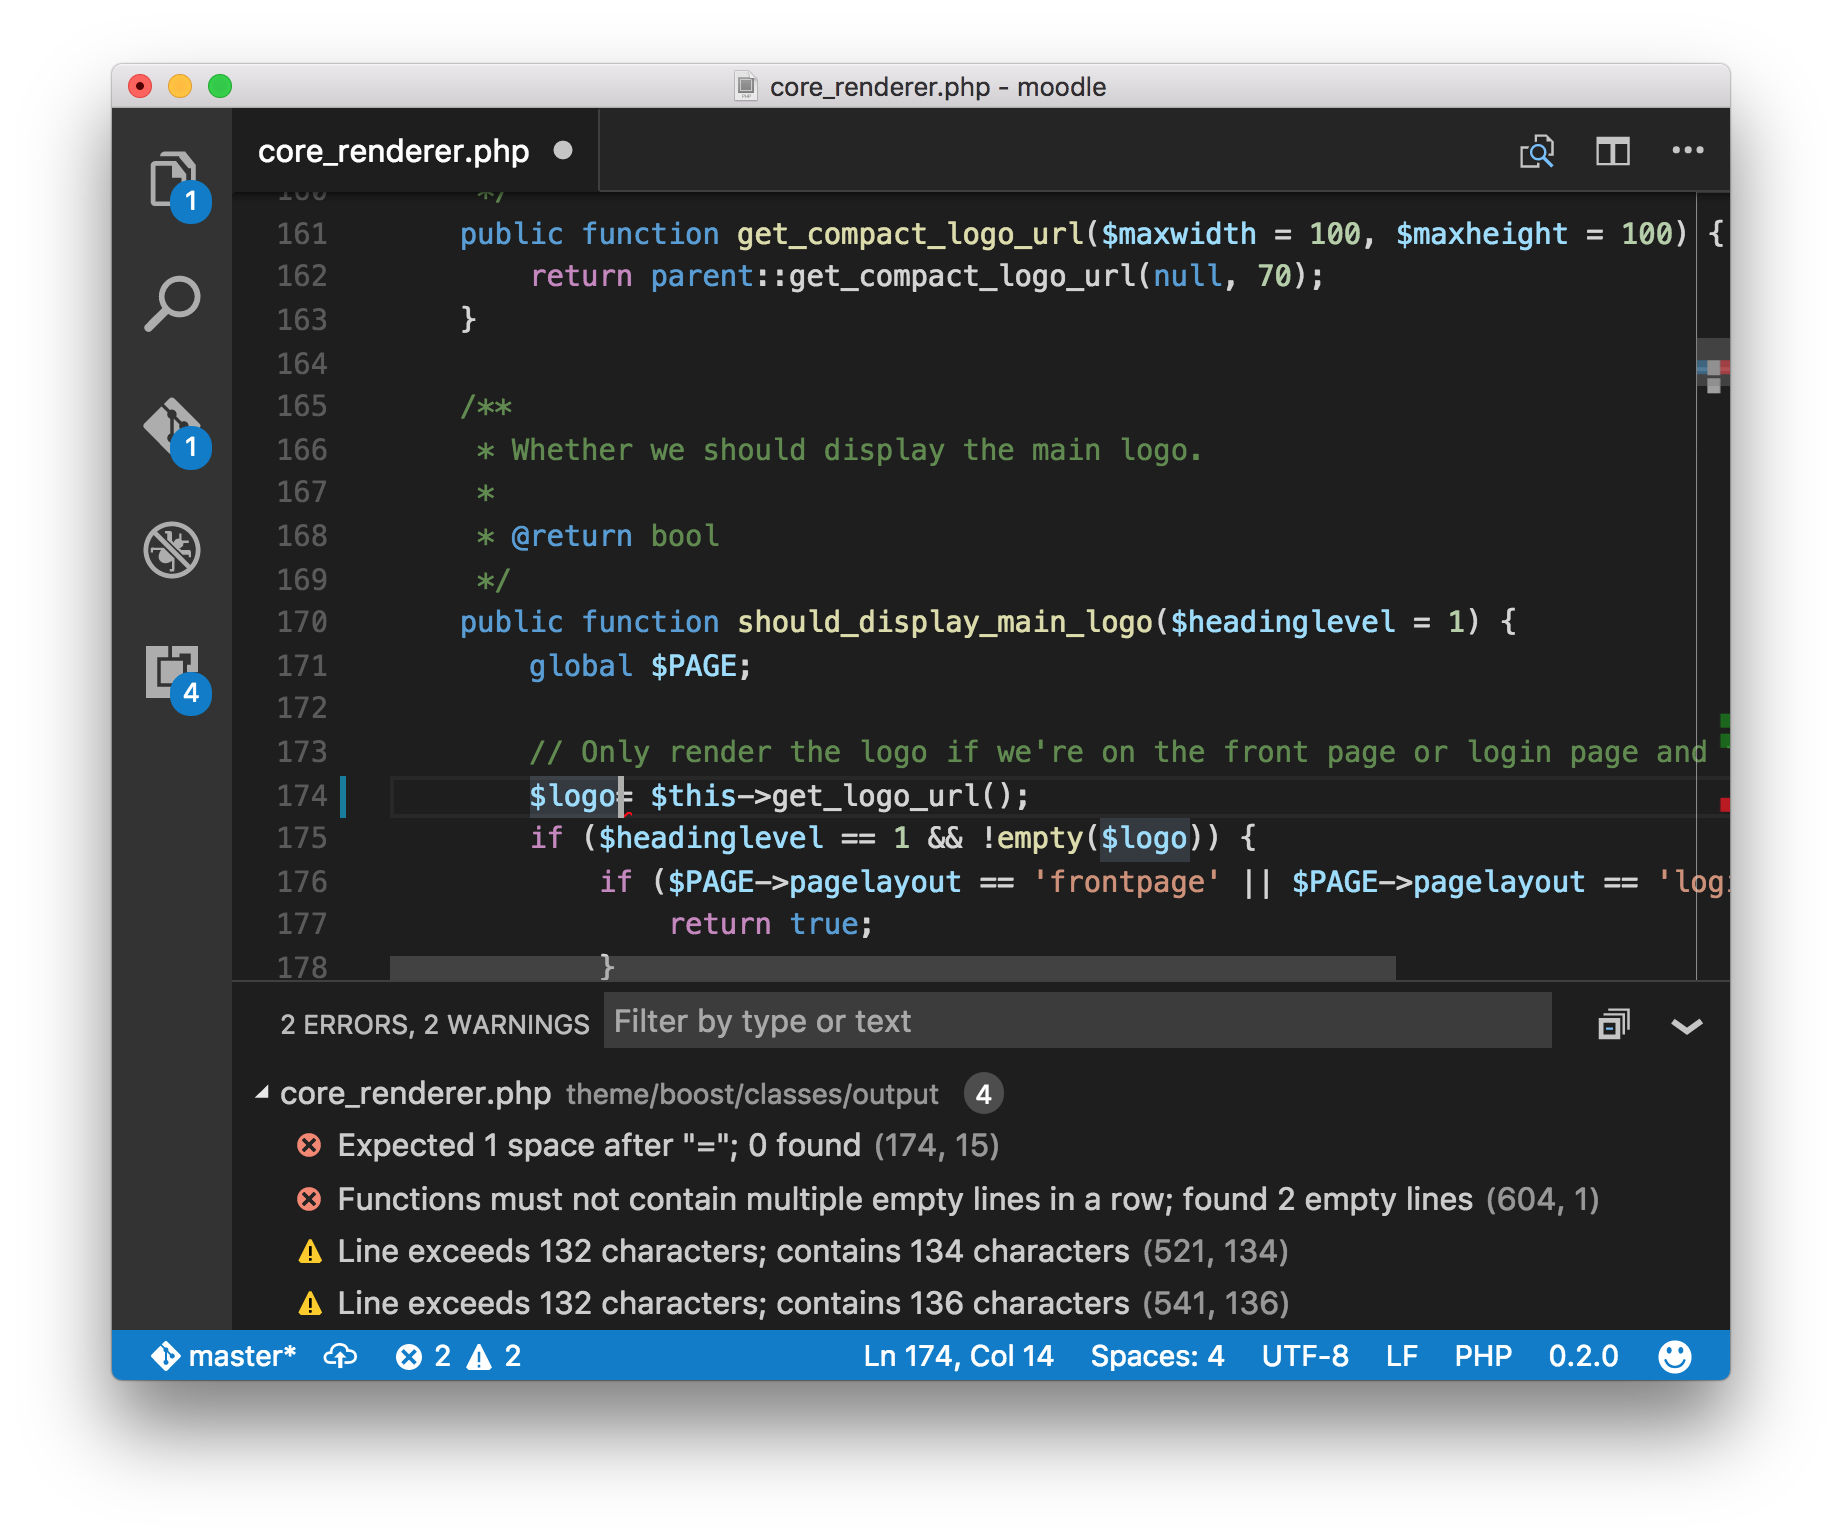 core_renderer.php - moodle
core_renderer.php
1
1
4
160 */
161 public function get_compact_logo_url($maxwidth = 100, $maxheight = 100) {
162 return parent::get_compact_logo_url(null, 70);
163 }
164
165 /**
166 * Whether we should display the main logo.
167 *
168 * @return bool
169 */
170 public function should_display_main_logo($headinglevel = 1) {
171 global $PAGE;
172
173 // Only render the logo if we're on the front page or login page and
174 $logo= $this->get_logo_url();
175 if ($headinglevel == 1 && !empty($logo)) {
176 if ($PAGE->pagelayout == 'frontpage' || $PAGE->pagelayout == 'logi
177 return true;
178 }
2 ERRORS, 2 WARNINGS Filter by type or text
core_renderer.php theme/boost/classes/output 4
Expected 1 space after "="; 0 found (174, 15)
Functions must not contain multiple empty lines in a row; found 2 empty lines (604, 1)
Line exceeds 132 characters; contains 134 characters (521, 134)
Line exceeds 132 characters; contains 136 characters (541, 136)
master* 2 2 Ln 174, Col 14 Spaces: 4 UTF-8 LF PHP 0.2.0